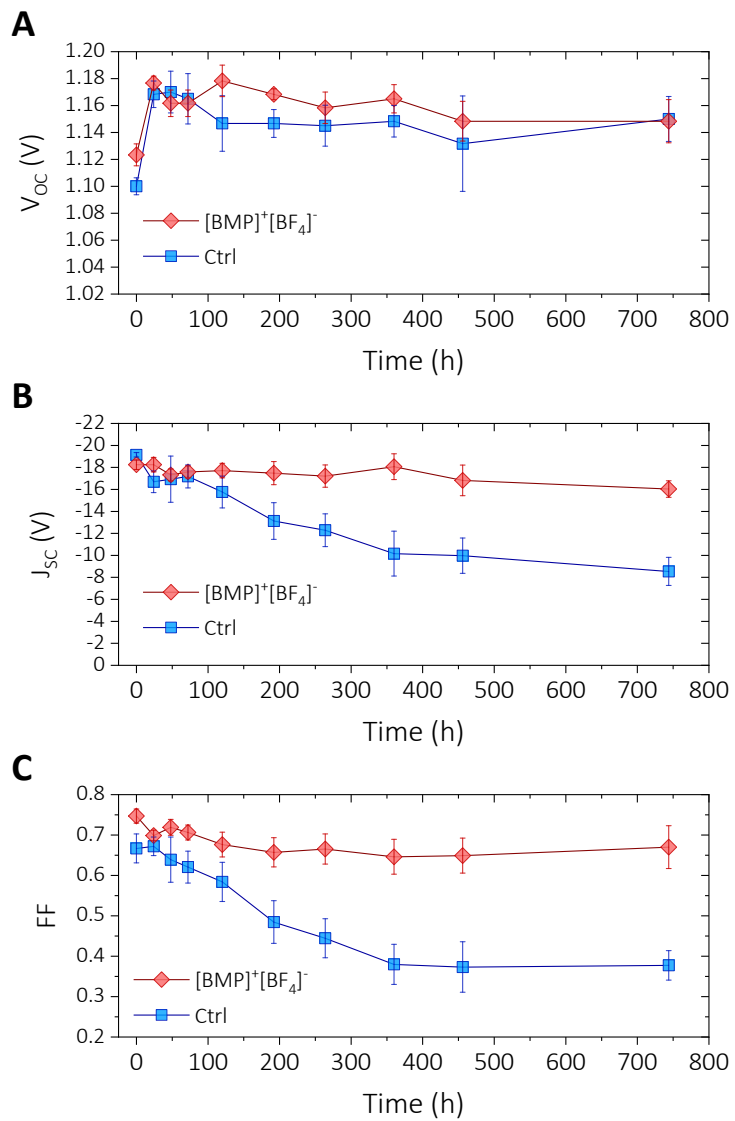 A
1.20
1.18
1.16
1.14
1.12
1.10
1.08
1.06
1.04
1.02
V_OC (V)
[BMP]⁺[BF₄]⁻
Ctrl
0 100 200 300 400 500 600 700 800
Time (h)
B
-22
-20
-18
-16
-12
-10
-8
-6
-4
-2
0
J_SC (V)
[BMP]⁺[BF₄]⁻
Ctrl
0 100 200 300 400 500 600 700 800
Time (h)
C
0.8
0.7
0.6
0.5
0.4
0.3
0.2
FF
[BMP]⁺[BF₄]⁻
Ctrl
0 100 200 300 400 500 600 700 800
Time (h)